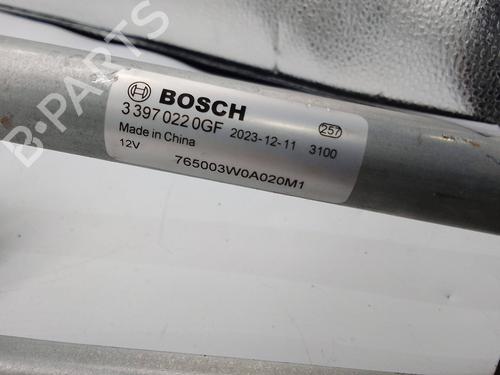 BOSCH
3 397 022 0GF 2023-12-11 257 3100
Made in China
12V
765003W0A020M1
B-PARTS